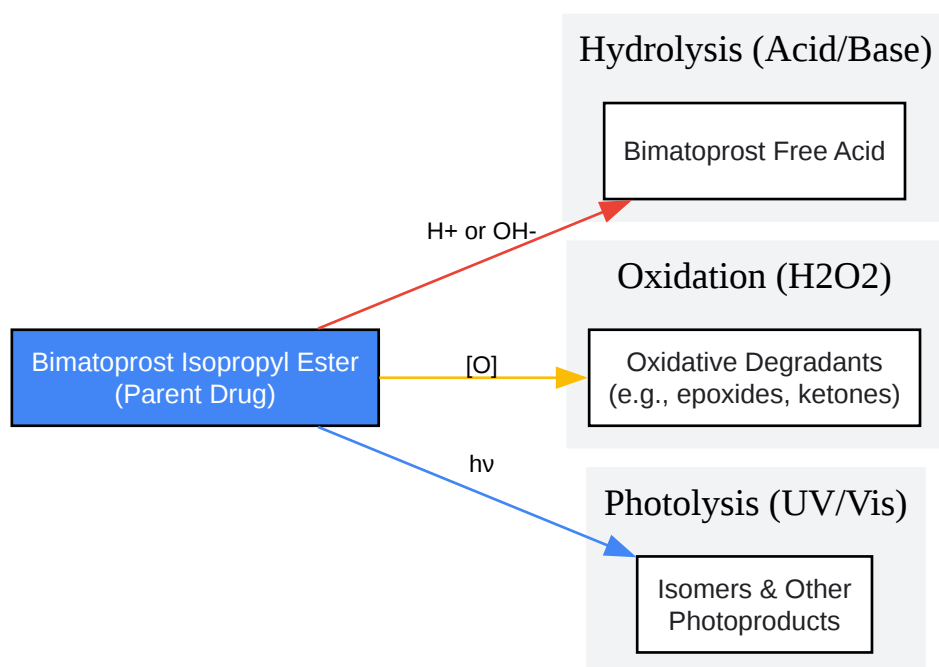 Hydrolysis (Acid/Base)
Bimatoprost Free Acid
H+ or OH-
Oxidation (H2O2)
Bimatoprost Isopropyl Ester
(Parent Drug)
[O]
Oxidative Degradants
(e.g., epoxides, ketones)
hν
Photolysis (UV/Vis)
Isomers & Other
Photoproducts